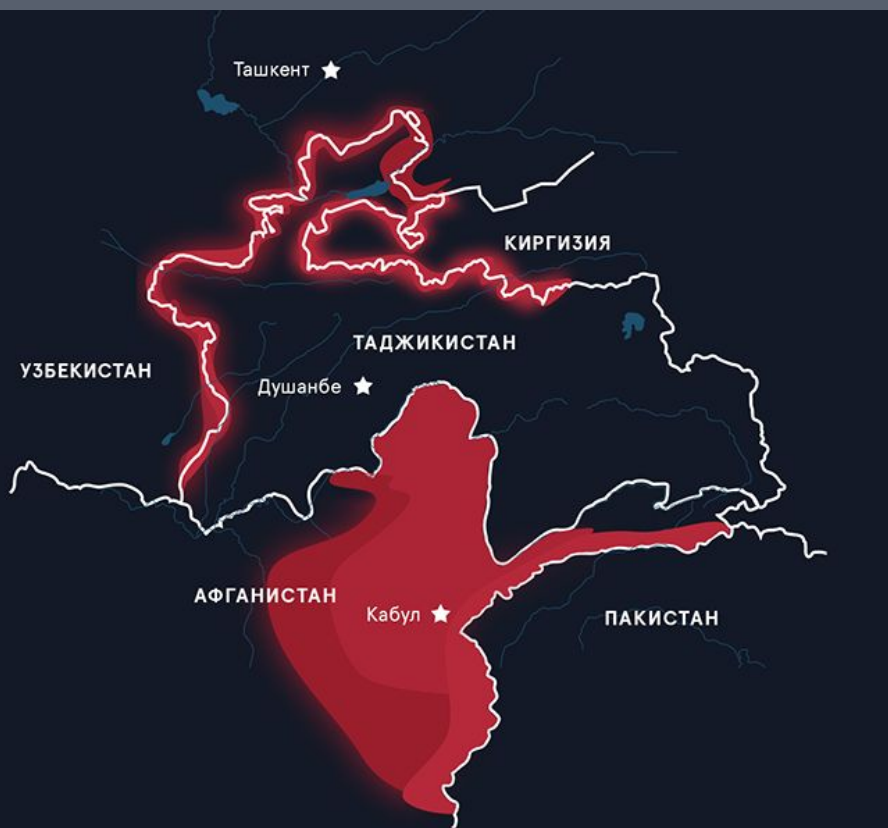 Ташкент
КИРГИЗИЯ
ТАДЖИКИСТАН
УЗБЕКИСТАН
Душанбе
АФГАНИСТАН
Кабул
ПАКИСТАН